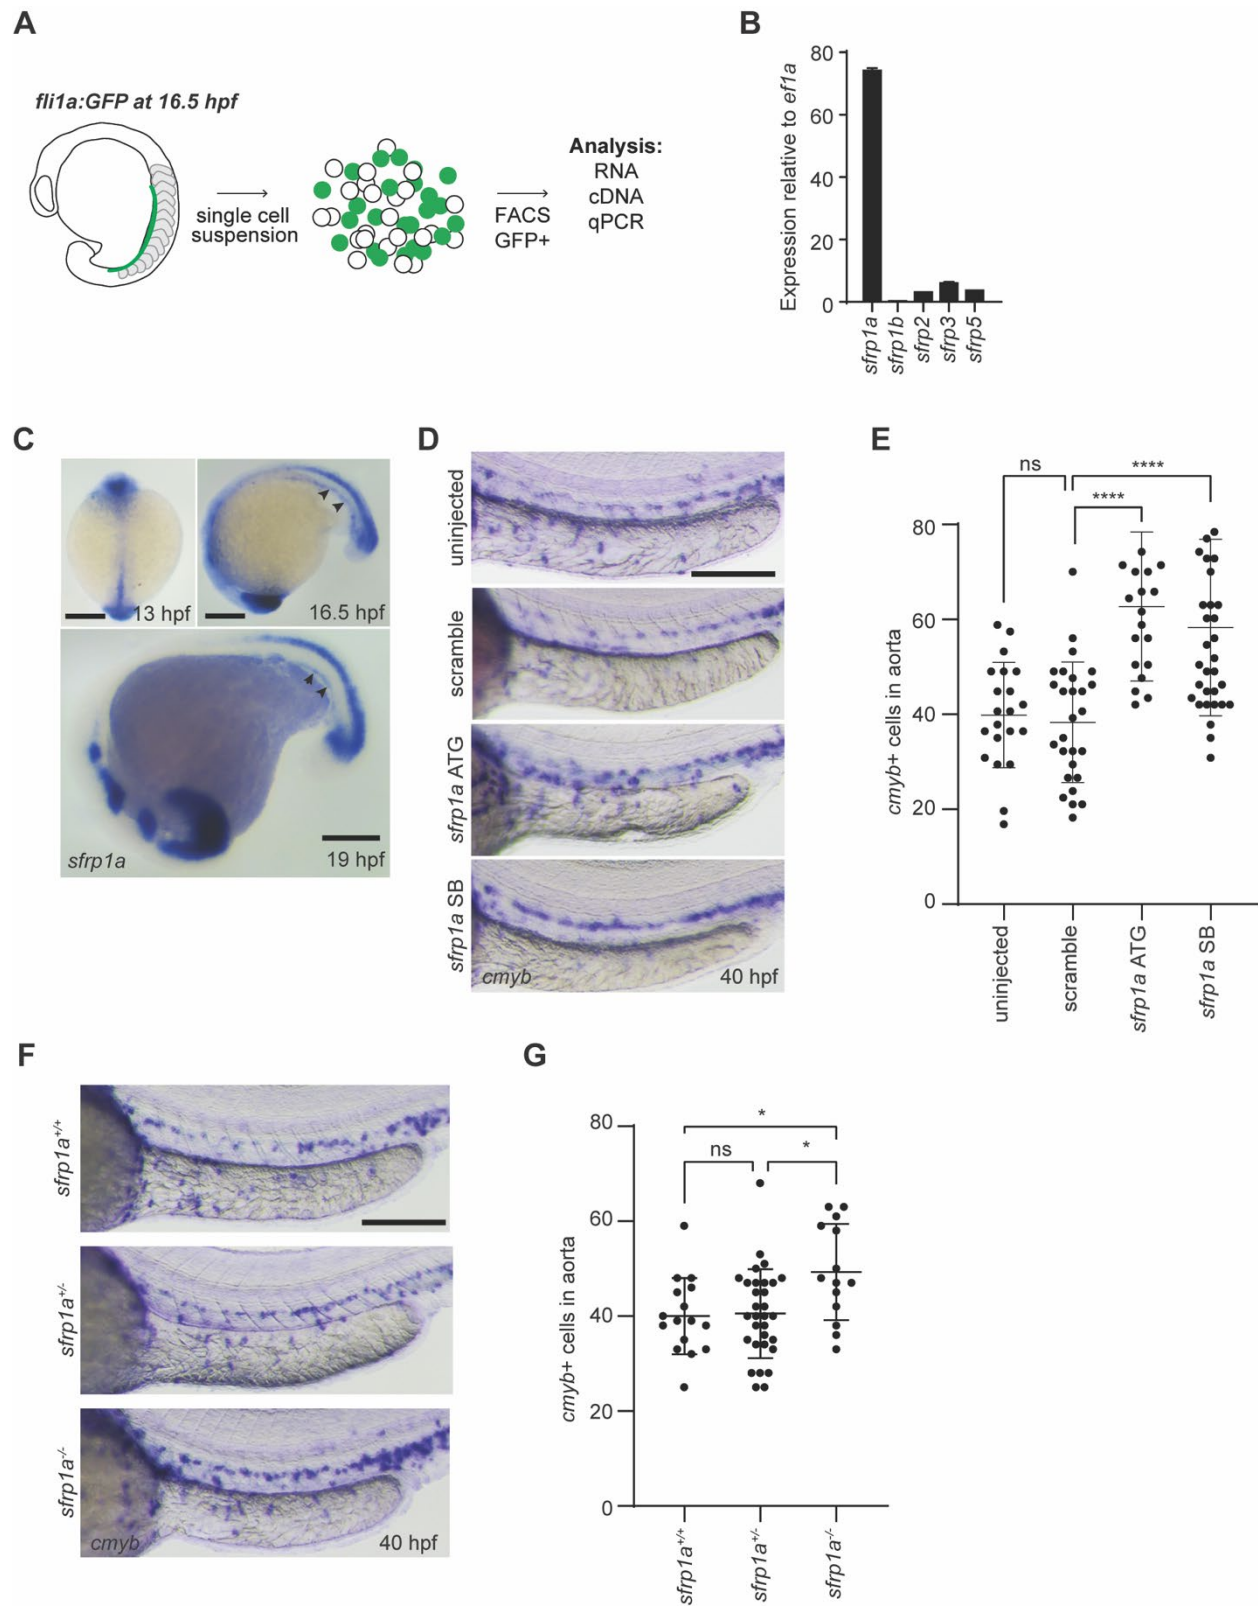 A
fli1a:GFP at 16.5 hpf
single cell
suspension
FACS
GFP+
Analysis:
RNA
cDNA
qPCR
B
Expression relative to ef1a
80
60
40
20
0
sfrp1a
sfrp1b
sfrp2
sfrp3
sfrp5
C
13 hpf
16.5 hpf
sfrp1a
19 hpf
D
uninjected
scramble
sfrp1a ATG
sfrp1a SB
cmyb
40 hpf
E
ns
****
****
cmyb+ cells in aorta
80
60
40
20
0
uninjected
scramble
sfrp1a ATG
sfrp1a SB
F
sfrp1a+/+
sfrp1a+/-
sfrp1a-/-
cmyb
40 hpf
G
*
ns
*
cmyb+ cells in aorta
80
60
40
20
0
sfrp1a+/+
sfrp1a+/-
sfrp1a-/-